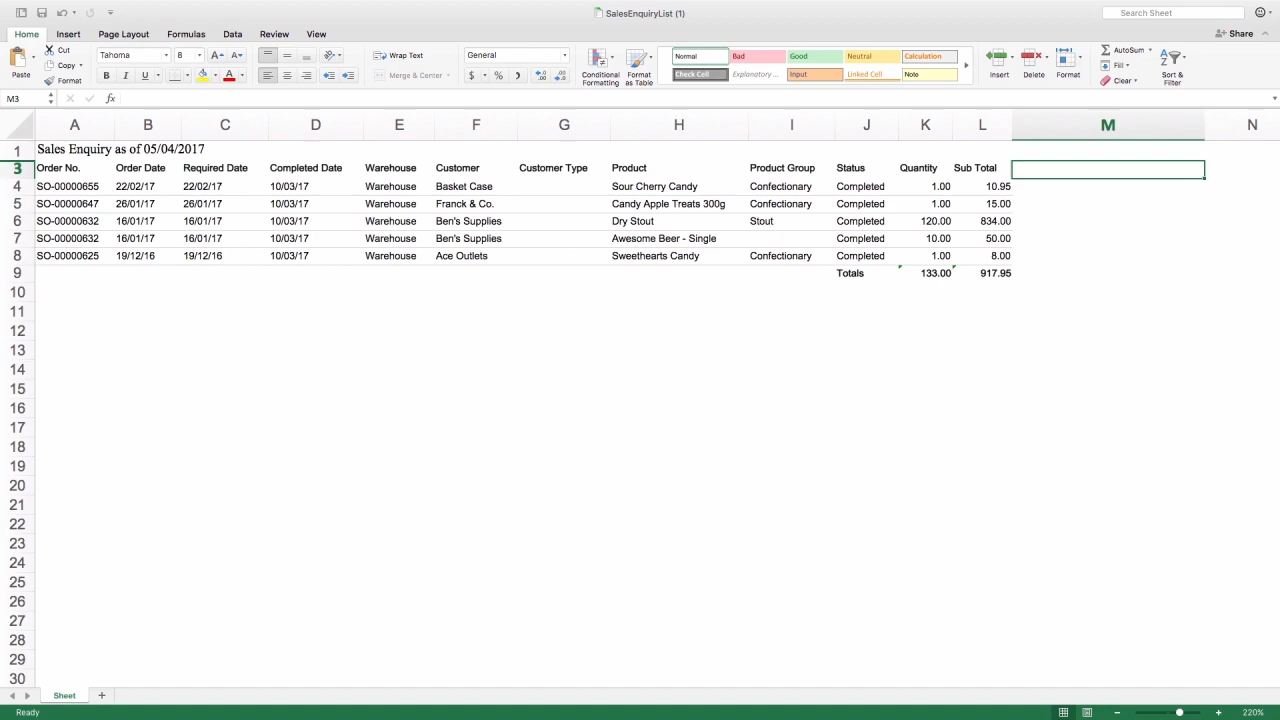 SalesEnquiryList (1)
Search Sheet
Home Insert Page Layout Formulas Data Review View Share
Paste Cut Copy Format
Tahoma 8
B I U A A A
Wrap Text
Merge & Center
General
$ % )
Conditional Formatting
Format as Table
Normal Bad Good Neutral Calculation
Check Cell Explanatory ... Input Linked Cell Note
Insert Delete Format
AutoSum
Fill
Clear
Sort & Filter
M3 fx
A B C D E F G H I J K L M N
1 Sales Enquiry as of 05/04/2017
3 Order No. Order Date Required Date Completed Date Warehouse Customer Customer Type Product Product Group Status Quantity Sub Total
4 SO-00000655 22/02/17 22/02/17 10/03/17 Warehouse Basket Case Sour Cherry Candy Confectionary Completed 1.00 10.95
5 SO-00000647 26/01/17 26/01/17 10/03/17 Warehouse Franck & Co. Candy Apple Treats 300g Confectionary Completed 1.00 15.00
6 SO-00000632 16/01/17 16/01/17 10/03/17 Warehouse Ben's Supplies Dry Stout Stout Completed 120.00 834.00
7 SO-00000632 16/01/17 16/01/17 10/03/17 Warehouse Ben's Supplies Awesome Beer - Single Completed 10.00 50.00
8 SO-00000625 19/12/16 19/12/16 10/03/17 Warehouse Ace Outlets Sweethearts Candy Confectionary Completed 1.00 8.00
9 Totals 133.00 917.95
10
11
12
13
14
15
16
17
18
19
20
21
22
23
24
25
26
27
28
29
30
Sheet +
Ready 220%